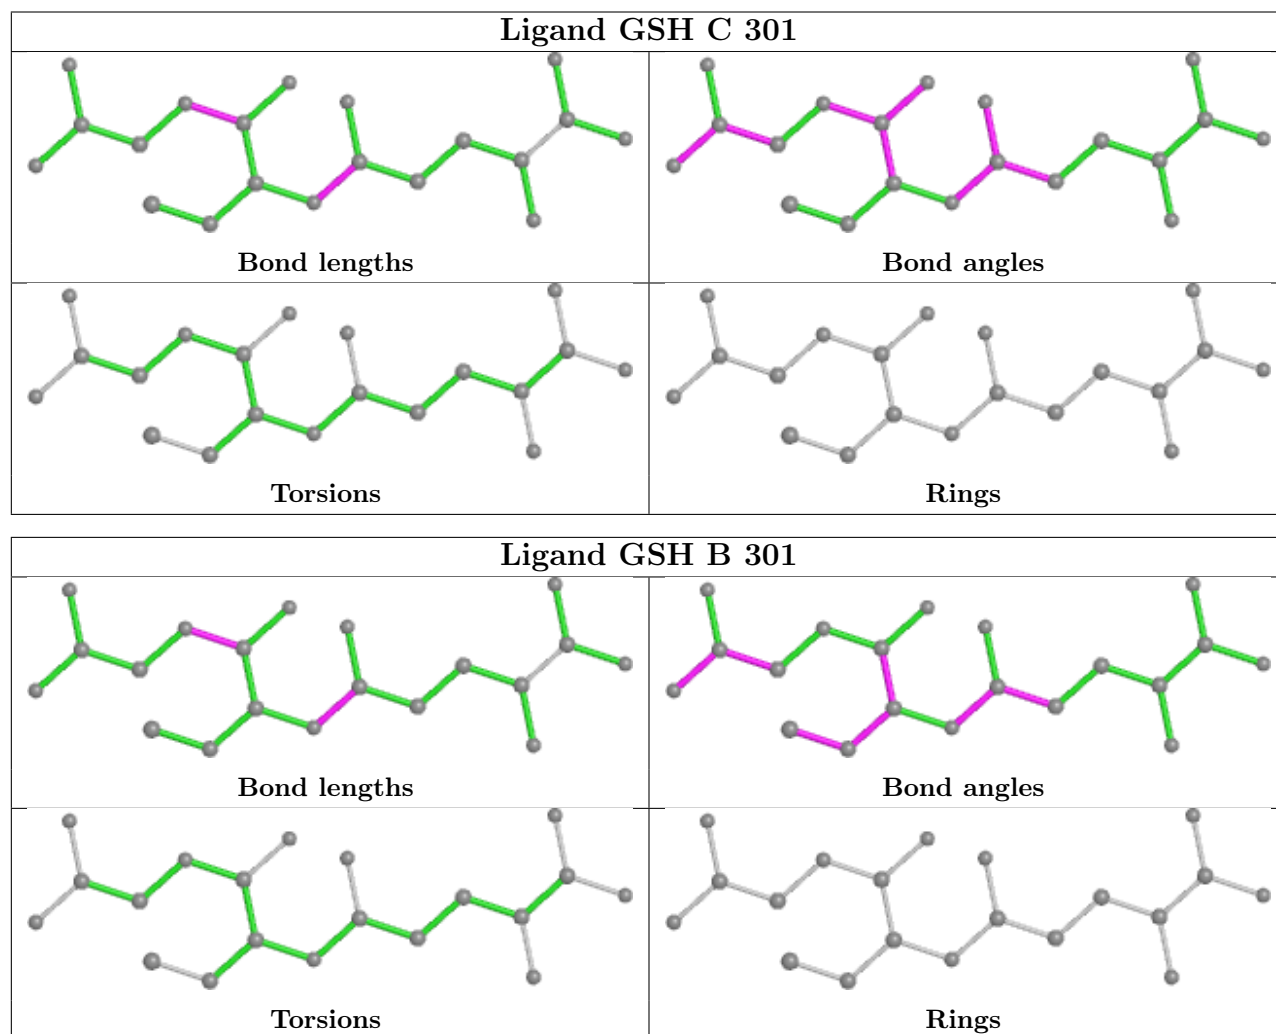 Ligand GSH C 301
Bond lengths
Bond angles
Torsions
Rings
Ligand GSH B 301
Bond lengths
Bond angles
Torsions
Rings